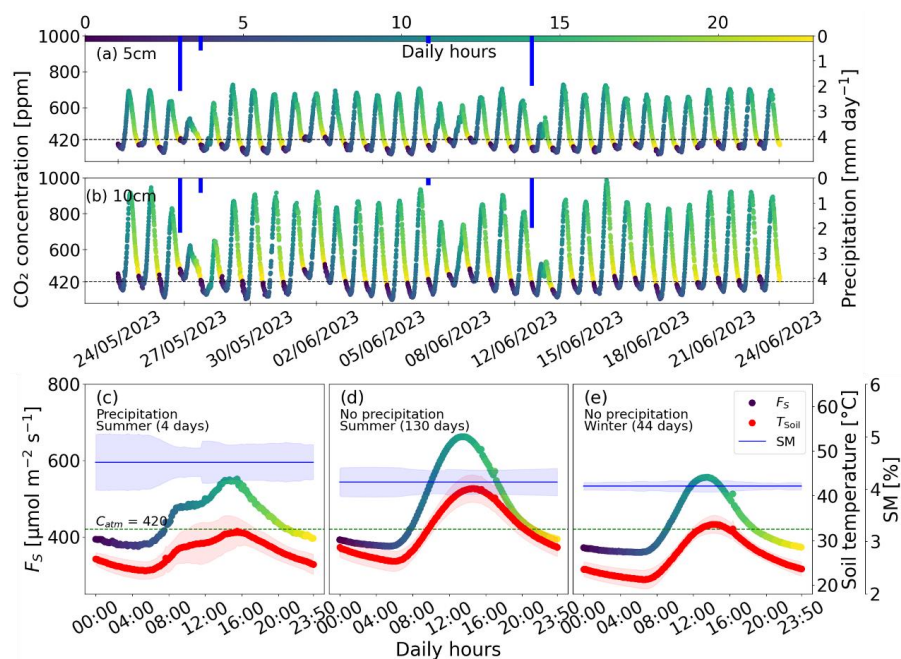 0 5 10 15 20
Daily hours
(a) 5cm
1000
800
600
420
0
1
2
3
4
(b) 10cm
1000
800
600
420
0
1
2
3
4
CO₂ concentration [ppm]
Precipitation [mm day⁻¹]
24/05/2023 27/05/2023 30/05/2023 02/06/2023 05/06/2023 08/06/2023 12/06/2023 15/06/2023 18/06/2023 21/06/2023 24/06/2023
800
600
400
F_S [μmol m⁻² s⁻¹]
(c)
Precipitation
Summer (4 days)
C_atm = 420
(d)
No precipitation
Summer (130 days)
(e)
No precipitation
Winter (44 days)
F_S
T_Soil
SM
60
50
40
30
20
Soil temperature [°C]
6
5
4
3
2
SM [%]
00:00 04:00 08:00 12:00 16:00 20:00 23:50
00:00 04:00 08:00 12:00 16:00 20:00 23:50
00:00 04:00 08:00 12:00 16:00 20:00 23:50
Daily hours